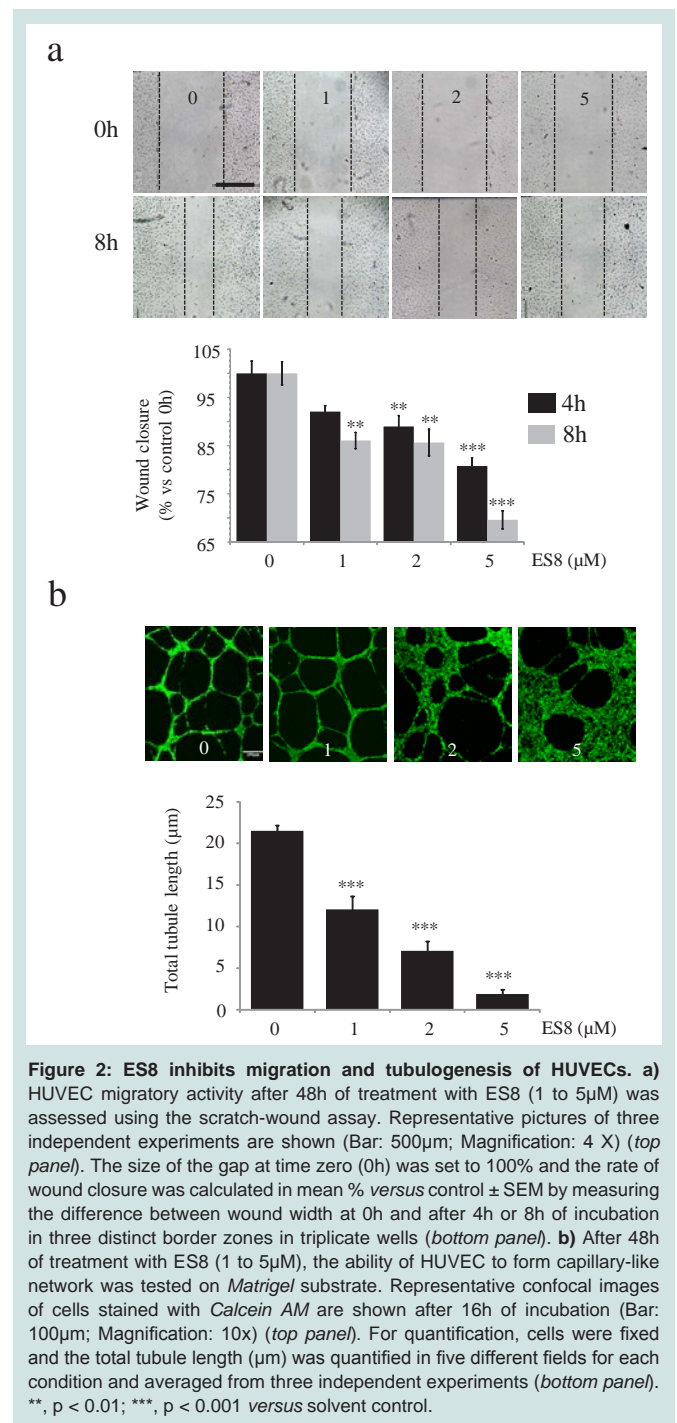 a
0 1 2 5
0h
8h
105
95
85
75
65
Wound closure
(% vs control 0h)
** ** ** *** ***
4h
8h
0 1 2 5 ES8 (µM)
b
0 1 2 5
25
20
15
10
5
0
Total tubule length (µm)
*** *** ***
0 1 2 5 ES8 (µM)
Figure 2: ES8 inhibits migration and tubulogenesis of HUVECs. a)
HUVEC migratory activity after 48h of treatment with ES8 (1 to 5µM) was
assessed using the scratch-wound assay. Representative pictures of three
independent experiments are shown (Bar: 500µm; Magnification: 4 X) (top
panel). The size of the gap at time zero (0h) was set to 100% and the rate of
wound closure was calculated in mean % versus control ± SEM by measuring
the difference between wound width at 0h and after 4h or 8h of incubation
in three distinct border zones in triplicate wells (bottom panel). b) After 48h
of treatment with ES8 (1 to 5µM), the ability of HUVEC to form capillary-like
network was tested on Matrigel substrate. Representative confocal images
of cells stained with Calcein AM are shown after 16h of incubation (Bar:
100µm; Magnification: 10x) (top panel). For quantification, cells were fixed
and the total tubule length (µm) was quantified in five different fields for each
condition and averaged from three independent experiments (bottom panel).
**, p < 0.01; ***, p < 0.001 versus solvent control.